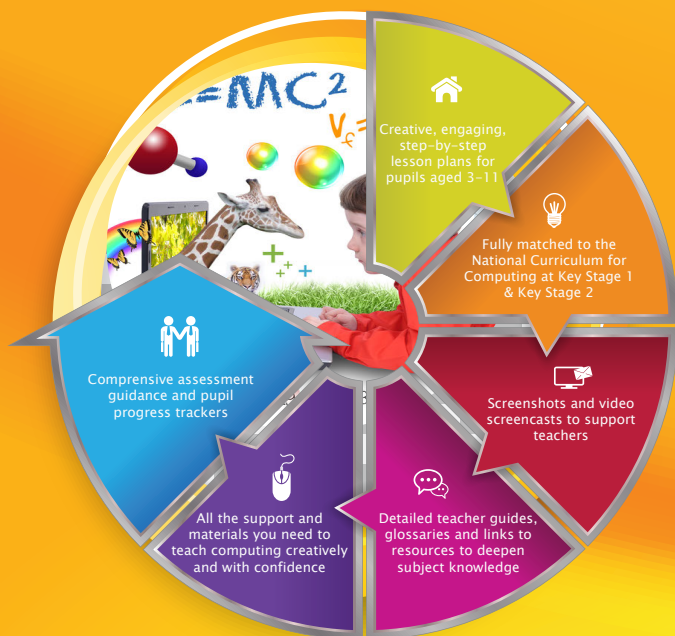 =MC²
V_f =
Creative, engaging,
step-by-step
lesson plans for
pupils aged 3-11
Fully matched to the
National Curriculum for
Computing at Key Stage 1
& Key Stage 2
Screenshots and video
screencasts to support
teachers
Detailed teacher guides,
glossaries and links to
resources to deepen
subject knowledge
All the support and
materials you need to
teach computing creatively
and with confidence
Comprensive assessment
guidance and pupil
progress trackers